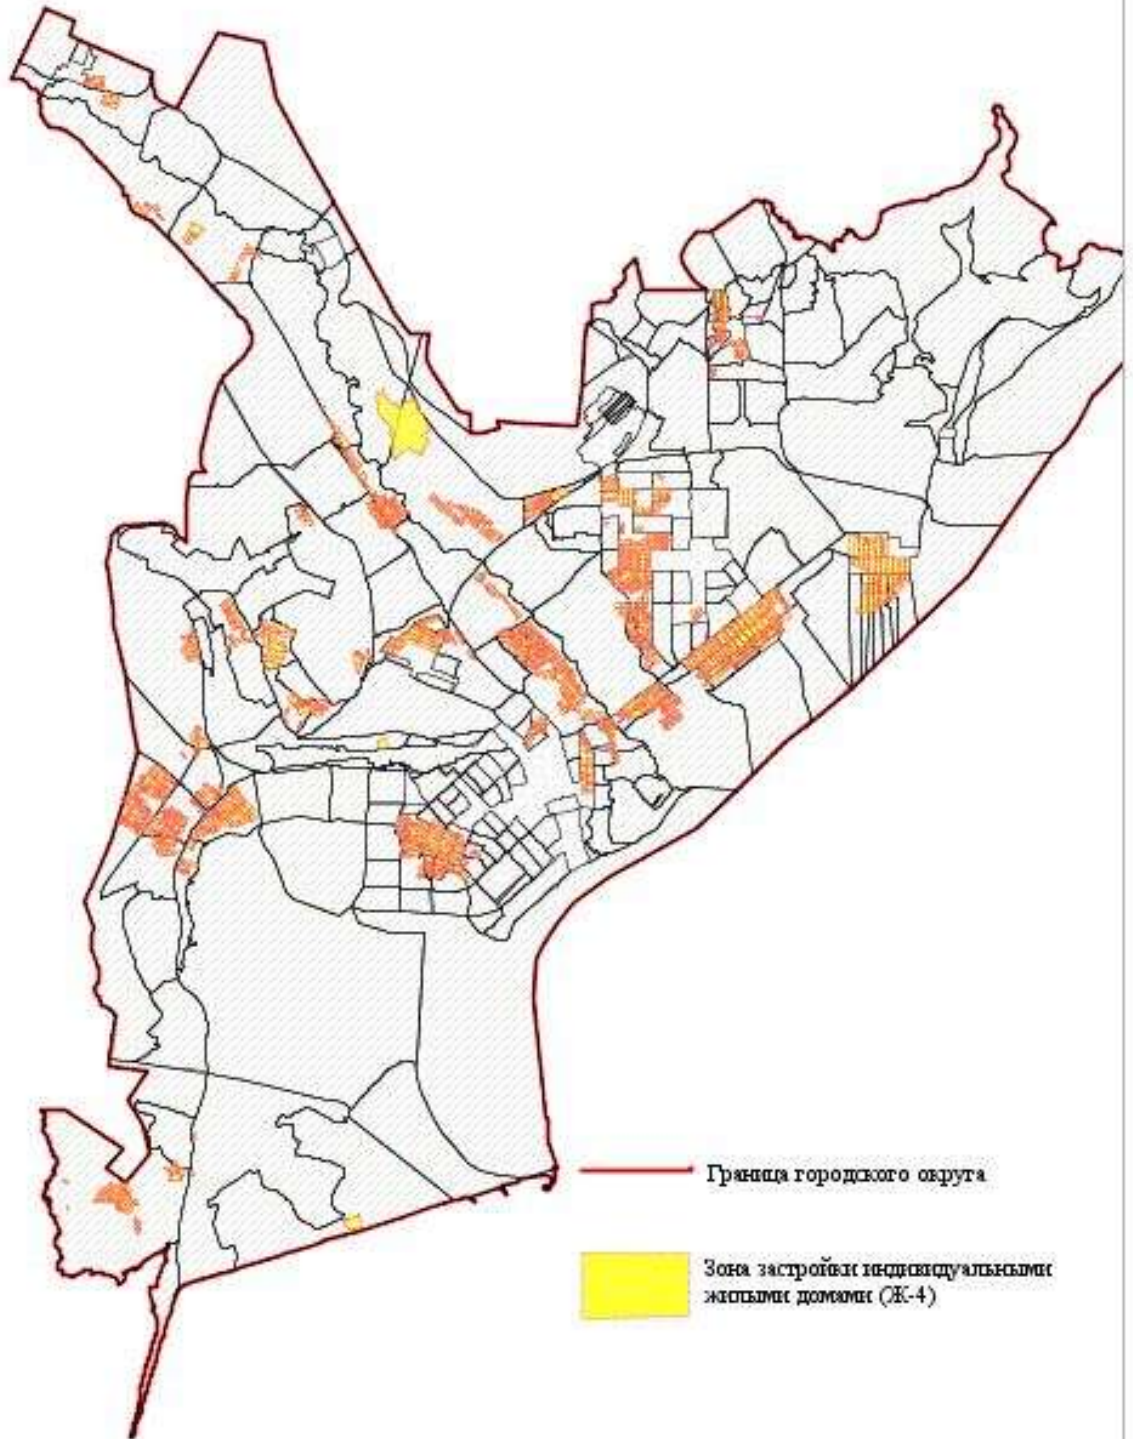 Граница городского округа
Зона застройки индивидуальными
жилыми домами (Ж-4)